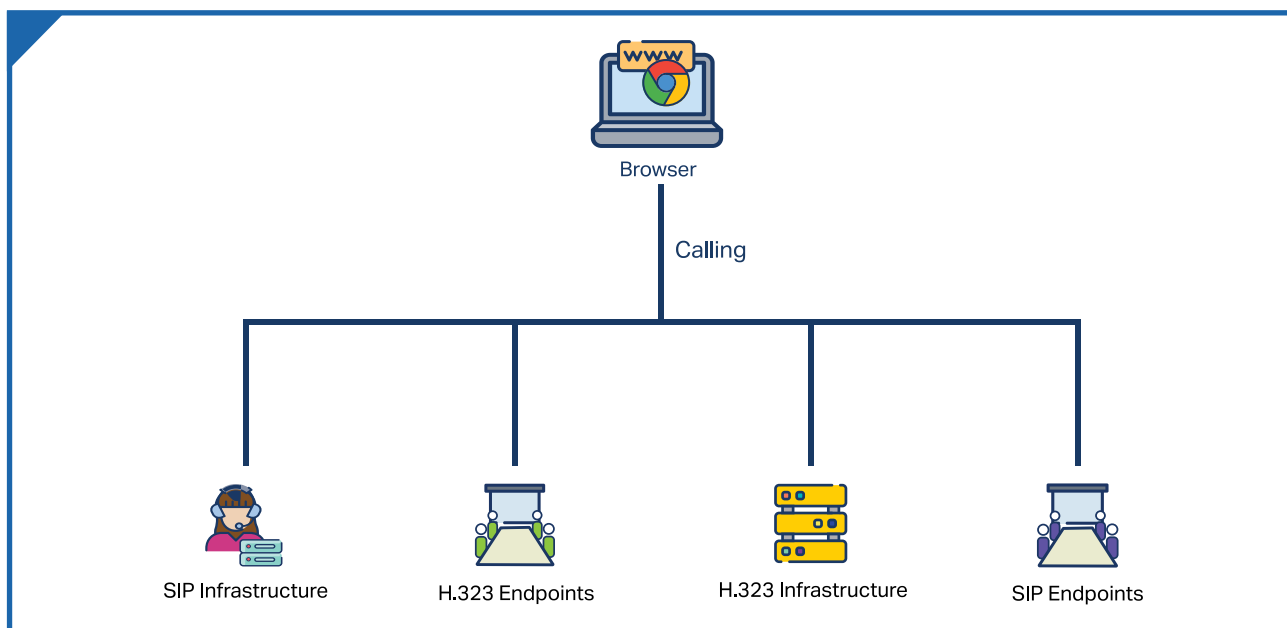 www
Browser
Calling
SIP Infrastructure
H.323 Endpoints
H.323 Infrastructure
SIP Endpoints